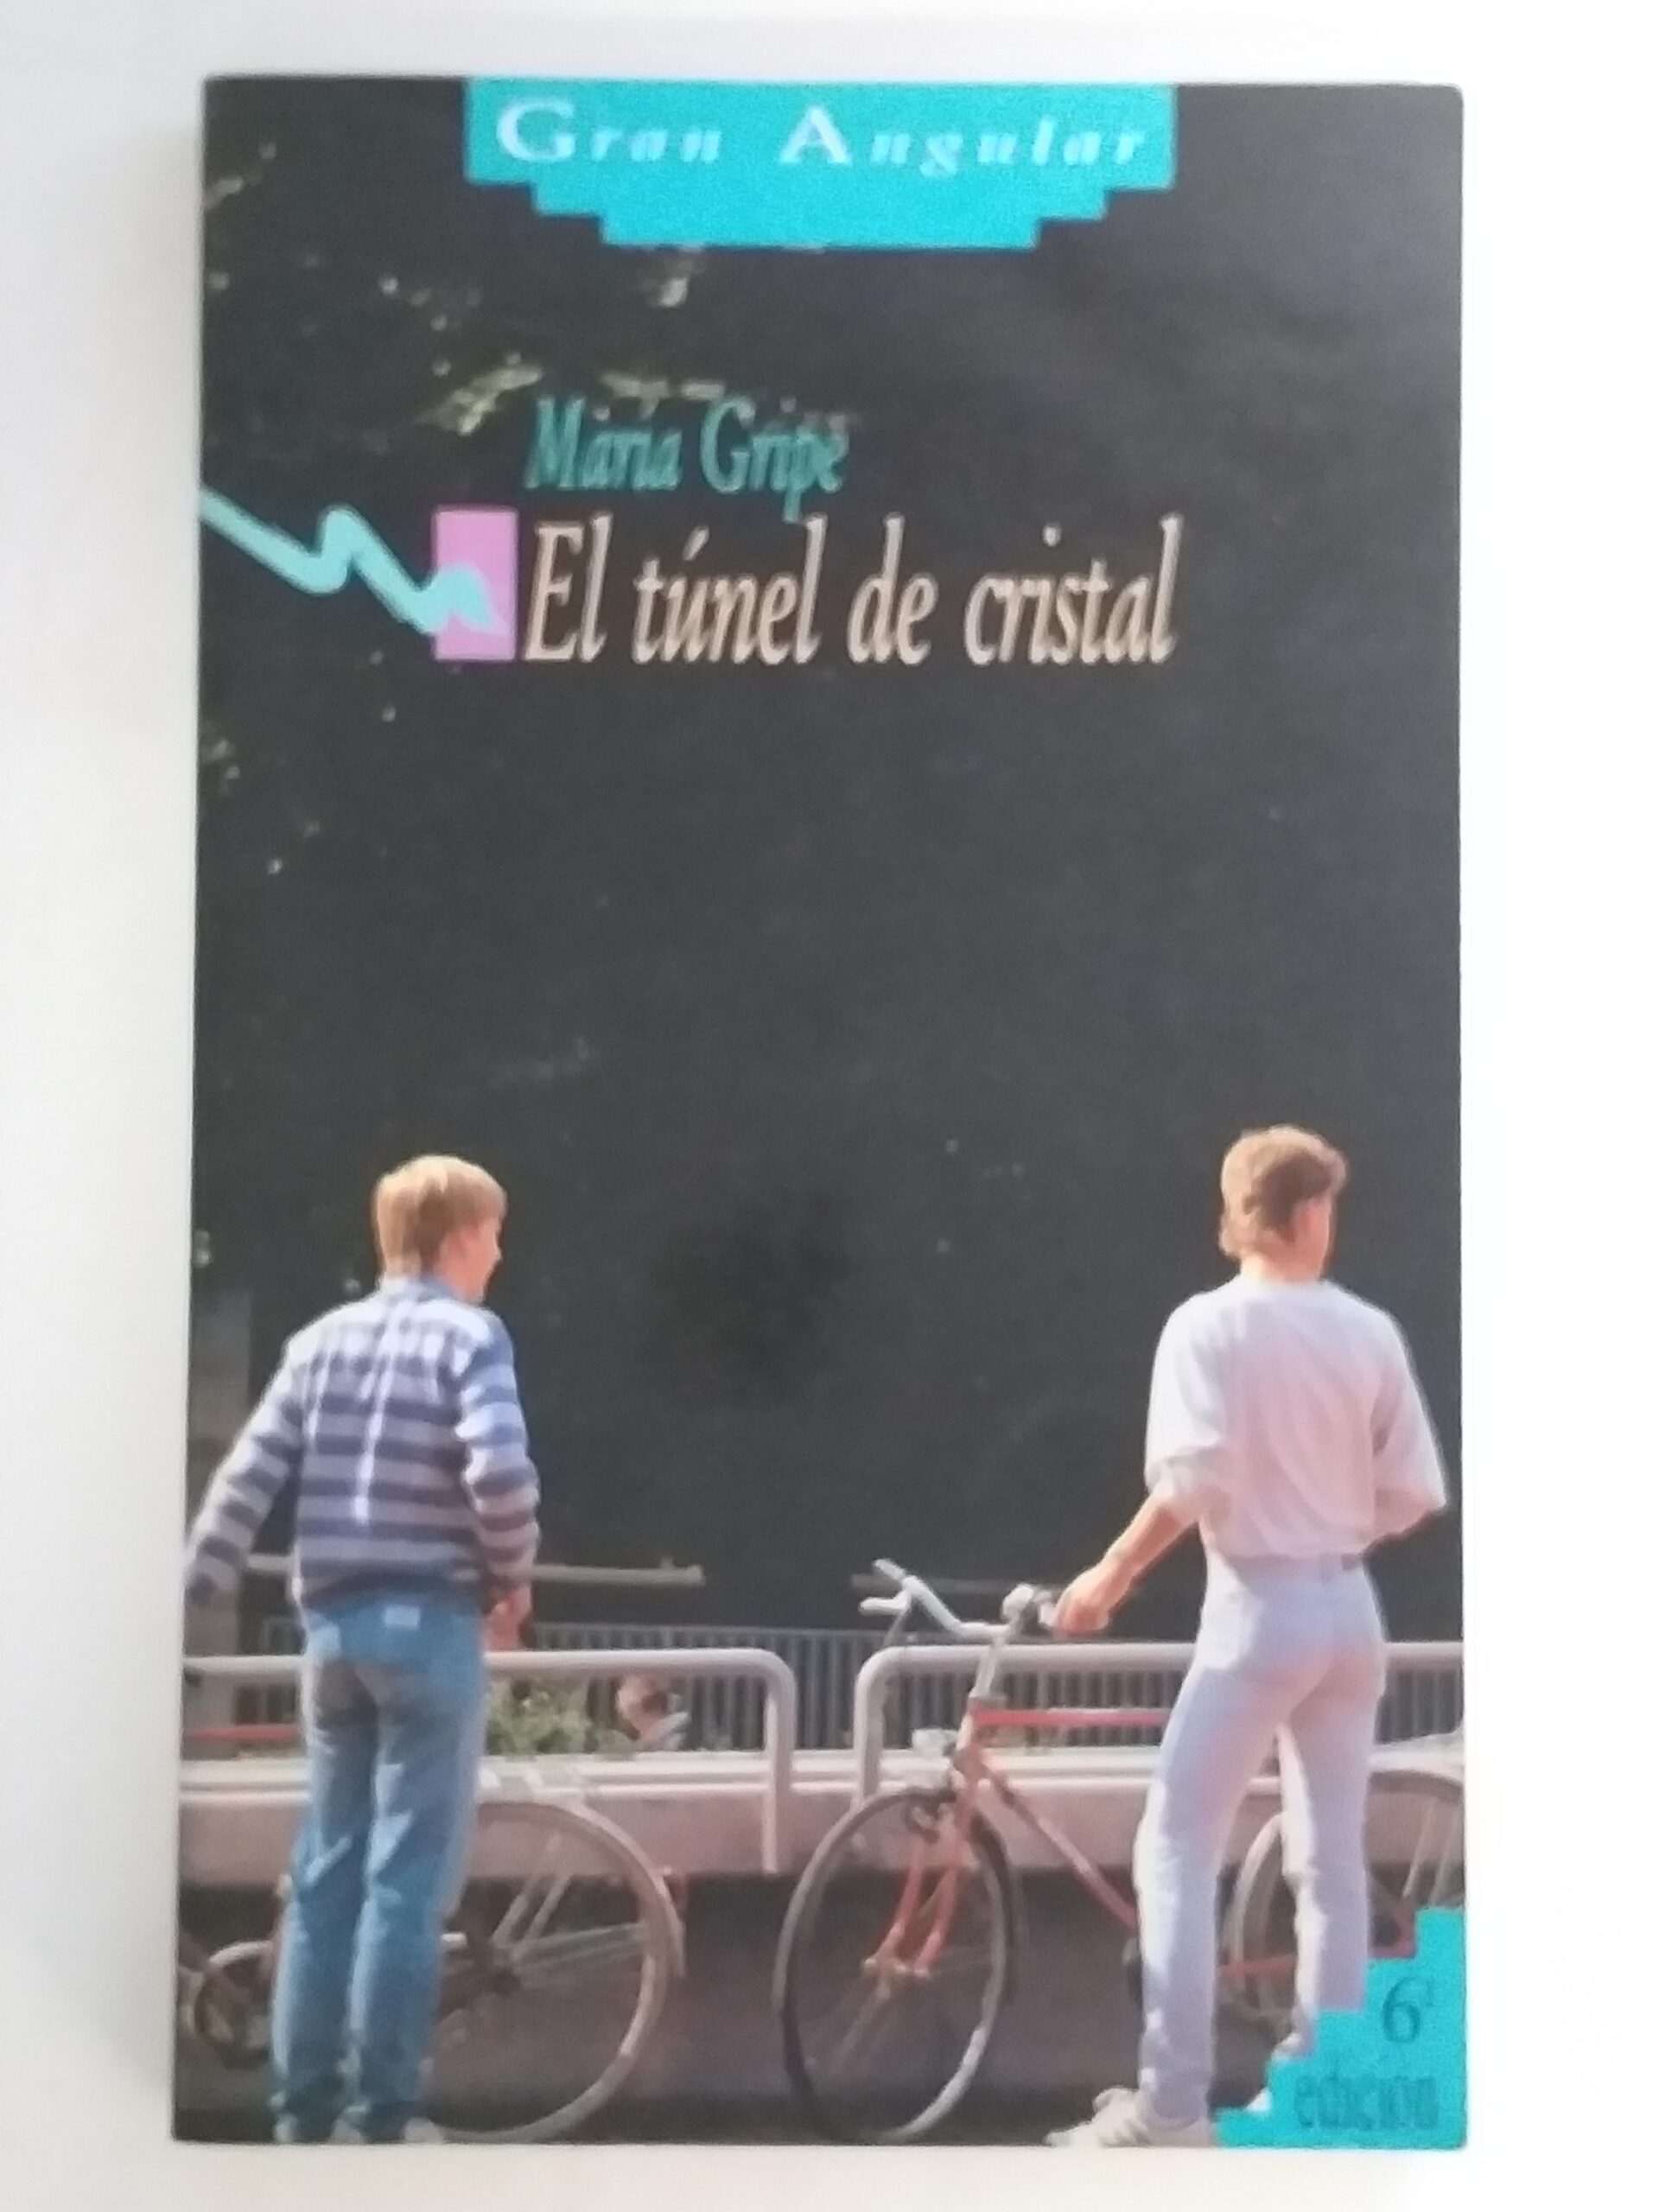 Gran Angular
Maria Gripe
El túnel de cristal
6ª
edición